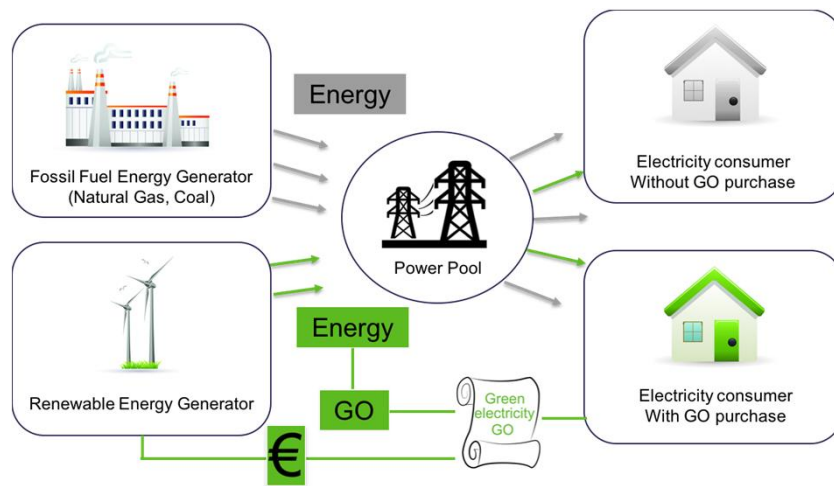 Energy
Fossil Fuel Energy Generator
(Natural Gas, Coal)
Electricity consumer
Without GO purchase
Power Pool
Energy
Renewable Energy Generator
GO
Green
electricity
GO
Electricity consumer
With GO purchase
€